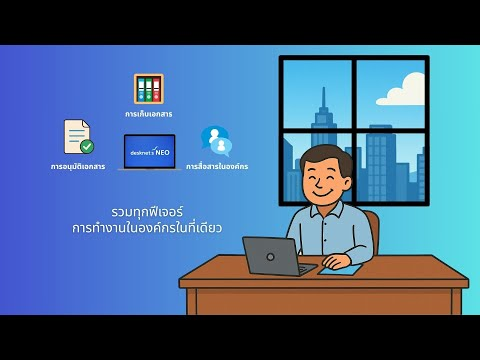 การเก็บเอกสาร
การอนุมัติเอกสาร
desknet's NEO
การสื่อสารในองค์กร
รวมทุกฟีเจอร์
การทำงานในองค์กรในที่เดียว